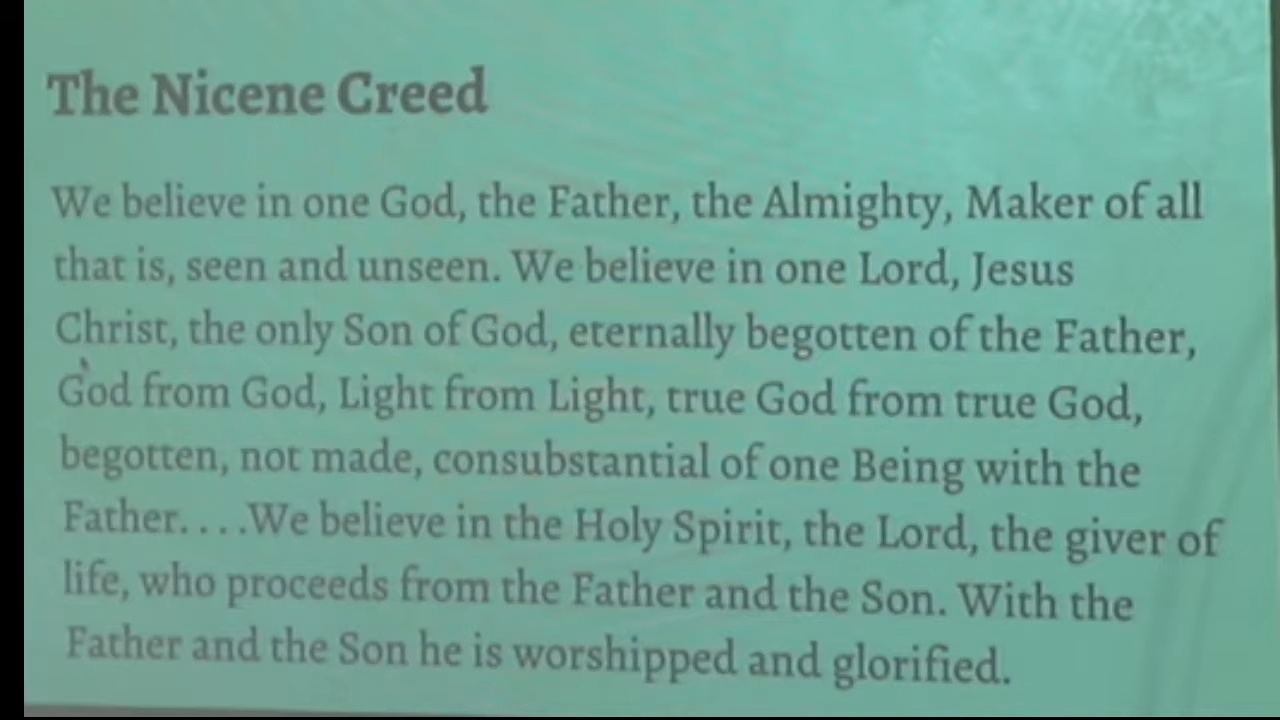 The Nicene Creed
We believe in one God, the Father, the Almighty, Maker of all
that is, seen and unseen. We believe in one Lord, Jesus
Christ, the only Son of God, eternally begotten of the Father,
God from God, Light from Light, true God from true God,
begotten, not made, consubstantial of one Being with the
Father. . . .We believe in the Holy Spirit, the Lord, the giver of
life, who proceeds from the Father and the Son. With the
Father and the Son he is worshipped and glorified.